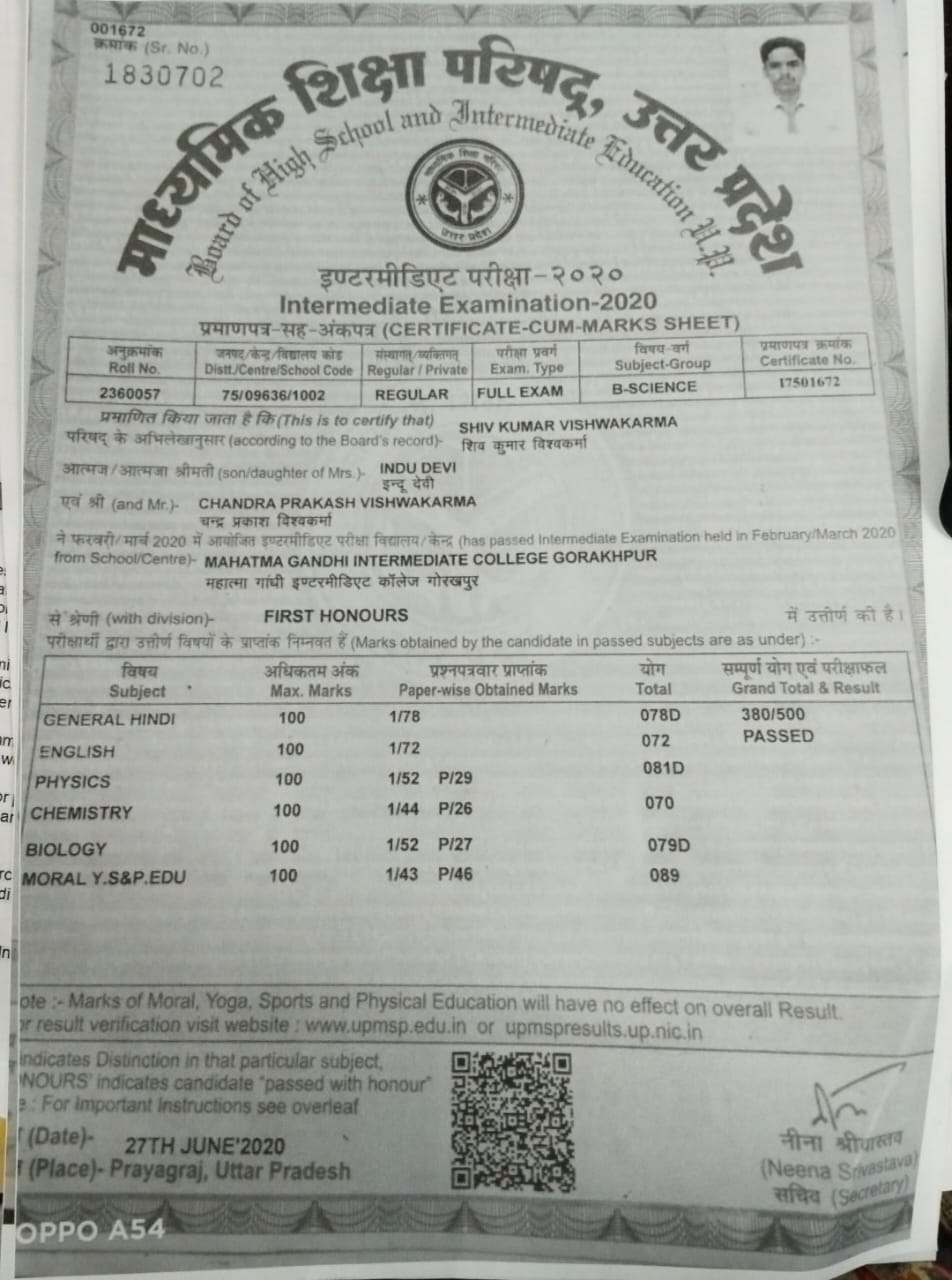 001672
क्रमांक (Sr. No.)
1830702
माध्यमिक शिक्षा परिषद्, उत्तर प्रदेश
Board of High School and Intermediate Education U.P.
माध्यमिक शिक्षा परिषद
उत्तर प्रदेश
इण्टरमीडिएट परीक्षा-२०२०
Intermediate Examination-2020
प्रमाणपत्र-सह-अंकपत्र (CERTIFICATE-CUM-MARKS SHEET)
अनुक्रमांक जनपद/केन्द्र/विद्यालय कोड संस्थागत/व्यक्तिगत परीक्षा प्रवर्ग विषय-वर्ग प्रमाणपत्र क्रमांक
Roll No. Distt./Centre/School Code Regular / Private Exam. Type Subject-Group Certificate No.
2360057 75/09636/1002 REGULAR FULL EXAM B-SCIENCE 17501672
प्रमाणित किया जाता है कि (This is to certify that) SHIV KUMAR VISHWAKARMA
परिषद् के अभिलेखानुसार (according to the Board's record)- शिव कुमार विश्वकर्मा
आत्मज/आत्मजा श्रीमती (son/daughter of Mrs.)- INDU DEVI
इन्दू देवी
एवं श्री (and Mr.)- CHANDRA PRAKASH VISHWAKARMA
चन्द्र प्रकाश विश्वकर्मा
ने फरवरी/मार्च 2020 में आयोजित इण्टरमीडिएट परीक्षा विद्यालय/केन्द्र (has passed Intermediate Examination held in February/March 2020
from School/Centre)- MAHATMA GANDHI INTERMEDIATE COLLEGE GORAKHPUR
महात्मा गांधी इण्टरमीडिएट कॉलेज गोरखपुर
से श्रेणी (with division)- FIRST HONOURS में उत्तीर्ण की है।
परीक्षार्थी द्वारा उत्तीर्ण विषयों के प्राप्तांक निम्नवत हैं (Marks obtained by the candidate in passed subjects are as under) :-
विषय अधिकतम अंक प्रश्नपत्रवार प्राप्तांक योग सम्पूर्ण योग एवं परीक्षाफल
Subject Max. Marks Paper-wise Obtained Marks Total Grand Total & Result
GENERAL HINDI 100 1/78 078D 380/500
ENGLISH 100 1/72 072 PASSED
PHYSICS 100 1/52 P/29 081D
CHEMISTRY 100 1/44 P/26 070
BIOLOGY 100 1/52 P/27 079D
MORAL Y.S&P.EDU 100 1/43 P/46 089
ote :- Marks of Moral, Yoga, Sports and Physical Education will have no effect on overall Result.
or result verification visit website : www.upmsp.edu.in or upmspresults.up.nic.in
indicates Distinction in that particular subject,
NOURS' indicates candidate "passed with honour"
e : For Important Instructions see overleaf
(Date)- 27TH JUNE'2020
(Place)- Prayagraj, Uttar Pradesh
नीना श्रीवास्तव
(Neena Srivastava)
सचिव (Secretary)
OPPO A54